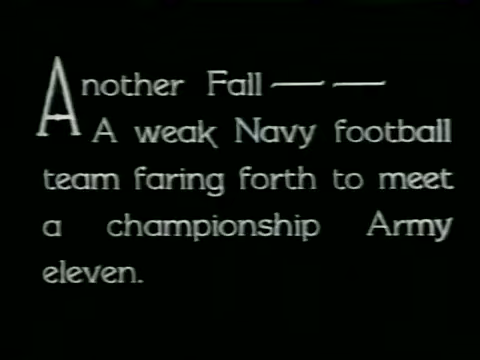 Another Fall — —
A weak Navy football
team faring forth to meet
a championship Army
eleven.